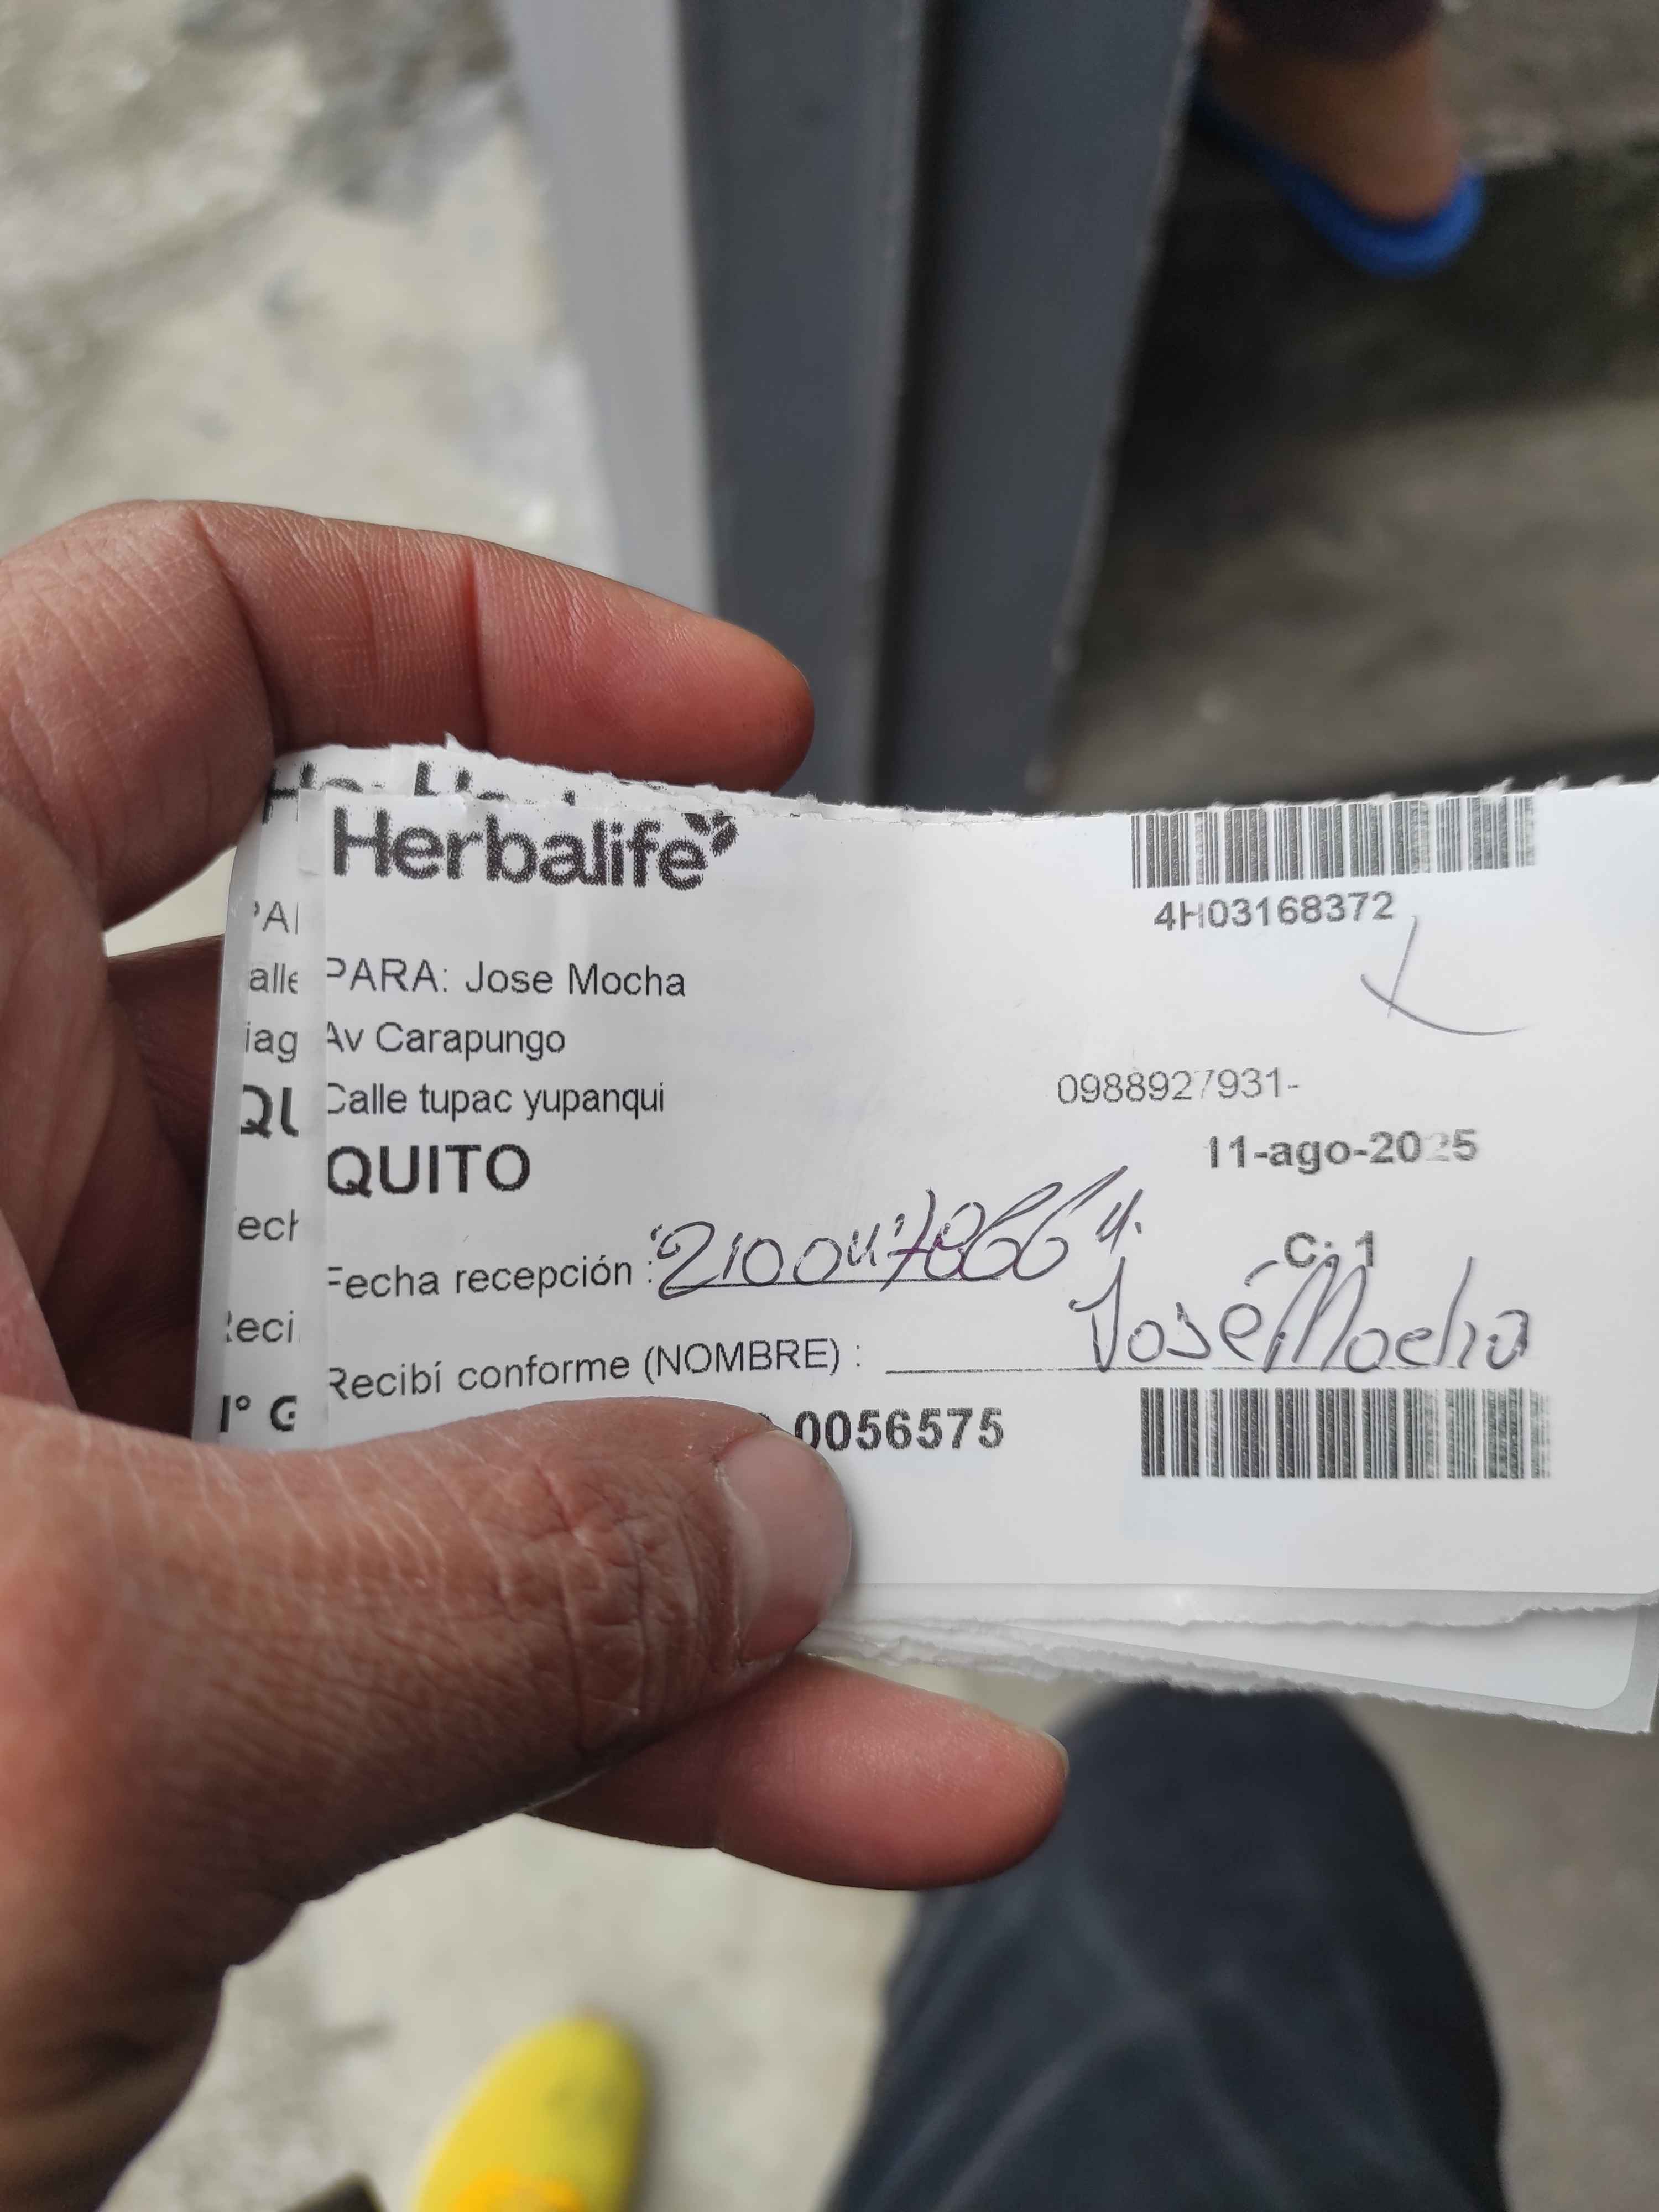 Herbalife
4H03168372
PARA: Jose Mocha
Av Carapungo
Calle tupac yupanqui
0988927931-
QUITO
11-ago-2025
C: 1
Fecha recepción :
Recibí conforme (NOMBRE) : José Mocha
0056575